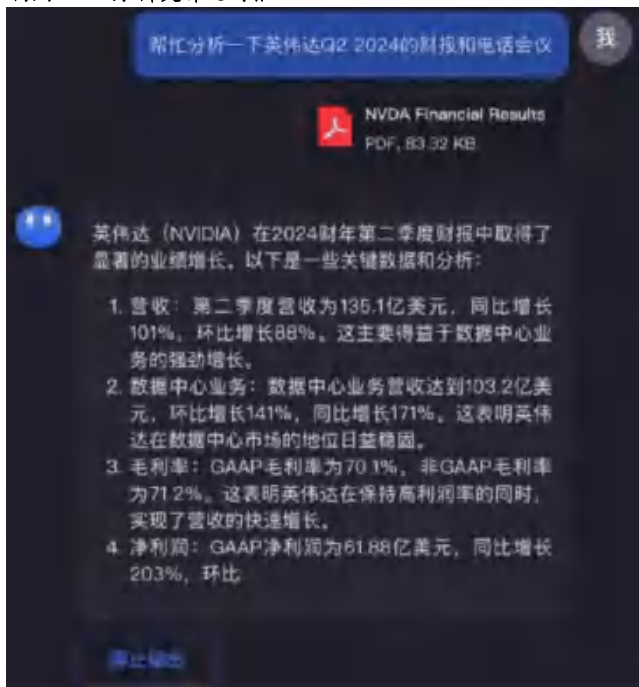 帮忙分析一下英伟达Q2 2024的财报和电话会议
我
NVDA Financial Results
PDF, 83.32 KB
英伟达（NVIDIA）在2024财年第二季度财报中取得了
显著的业绩增长。以下是一些关键数据和分析：
1. 营收：第二季度营收为135.1亿美元，同比增长
101%，环比增长88%。这主要得益于数据中心业
务的强劲增长。
2. 数据中心业务：数据中心业务营收达到103.2亿美
元，环比增长141%，同比增长171%。这表明英伟
达在数据中心市场的地位日益稳固。
3. 毛利率：GAAP毛利率为70.1%，非GAAP毛利率
为71.2%。这表明英伟达在保持高利润率的同时，
实现了营收的快速增长。
4. 净利润：GAAP净利润为61.88亿美元，同比增长
203%，环比
停止输出